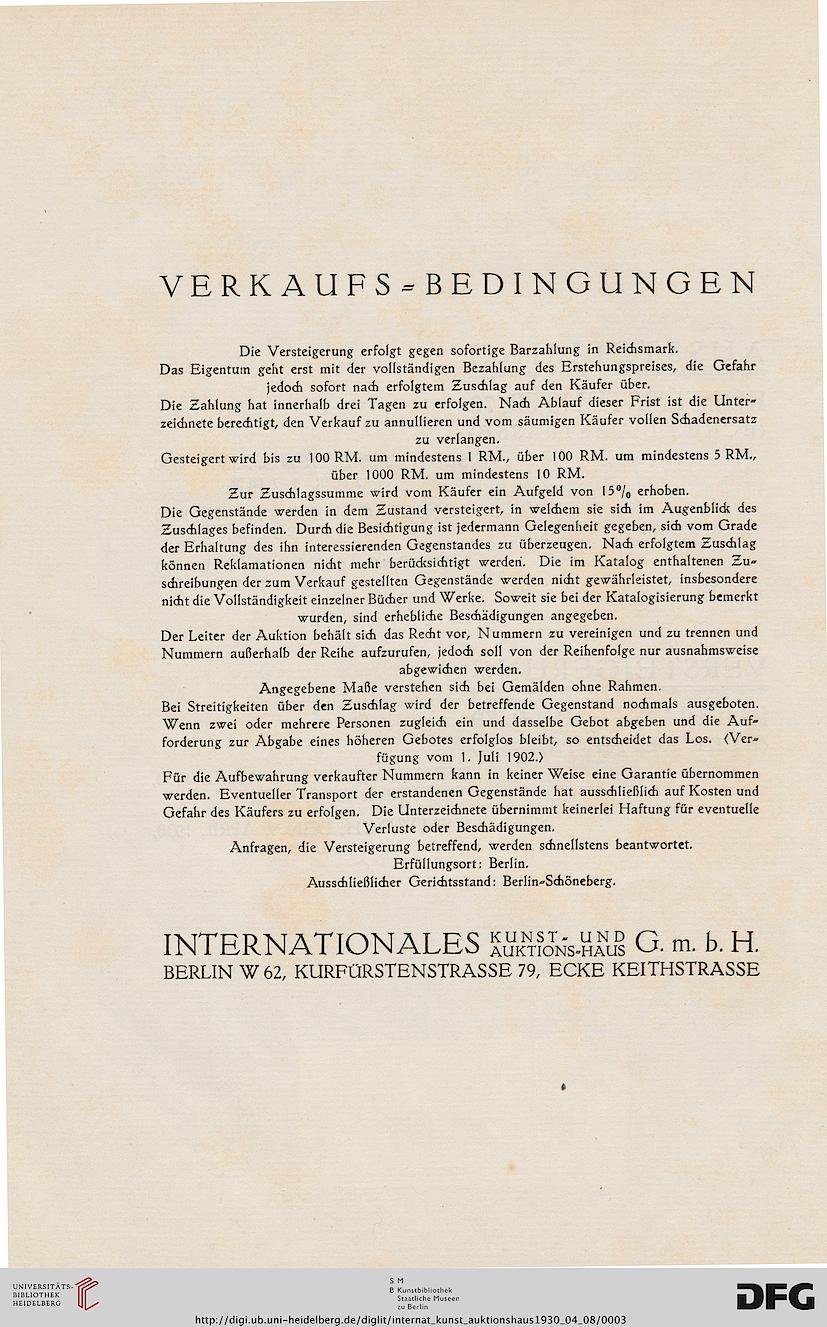 VERKAUFS-BEDINGUNGEN
Die Versteigerung erfolgt gegen sofortige Barzahlung in Reichsmark.
Das Eigentum geht erst mit der vollständigen Bezahlung des Erstehungspreises, die Gefahr
jedoch sofort nach erfolgtem Zuschlag auf den Käufer über.
Die Zahlung hat innerhalb drei Tagen zu erfolgen. Nach Ablauf dieser Frist ist die Unter-
zeichnete berechtigt, den Verkauf zu annullieren und vom säumigen Käufer vollen Schadenersatz
zu verlangen.
Gesteigert wird bis zu 100 RM. um mindestens 1 RM., über 100 RM. um mindestens 5 RM.,
über 1000 RM. um mindestens 10 RM.
Zur Zuschlagssumme wird vom Käufer ein Aufgeld von 15% erhoben.
Die Gegenstände werden in dem Zustand versteigert, in welchem sie sich im Augenblick des
Zuschlages befinden. Durch die Besichtigung ist jedermann Gelegenheit gegeben, sich vom Grade
der Erhaltung des ihn interessierenden Gegenstandes zu überzeugen. Nach erfolgtem Zuschlag
können Reklamationen nicht mehr berücksichtigt werden. Die im Katalog enthaltenen Zu-
schreibungen der zum Verkauf gestellten Gegenstände werden nicht gewährleistet, insbesondere
nicht die Vollständigkeit einzelner Bücher und Werke. Soweit sie bei der Katalogisierung bemerkt
wurden, sind erhebliche Beschädigungen angegeben.
Der Leiter der Auktion behält sich das Recht vor, Nummern zu vereinigen und zu trennen und
Nummern außerhalb der Reihe aufzurufen, jedoch soll von der Reihenfolge nur ausnahmsweise
abgewichen werden.
Angegebene Maße verstehen sich bei Gemälden ohne Rahmen.
Bei Streitigkeiten über den Zuschlag wird der betreffende Gegenstand nochmals ausgeboten.
Wenn zwei oder mehrere Personen zugleich ein und dasselbe Gebot abgeben und die Auf-
forderung zur Abgabe eines höheren Gebotes erfolglos bleibt, so entscheidet das Los. (Ver-
fügung vom 1. Juli 1902.)
Für die Aufbewahrung verkaufter Nummern kann in keiner Weise eine Garantie übernommen
werden. Eventueller Transport der erstandenen Gegenstände hat ausschließlich auf Kosten und
Gefahr des Käufers zu erfolgen. Die Unterzeichnete übernimmt keinerlei Haftung für eventuelle
Verluste oder Beschädigungen.
Anfragen, die Versteigerung betreffend, werden schnellstens beantwortet.
Erfüllungsort: Berlin.
Ausschließlicher Gerichtsstand: Berlin-Schöneberg.
INTERNATIONALES KUNST- UND AUKTIONS-HAUS G. m. b. H.
BERLIN W 62, KURFÜRSTENSTRASSE 79, ECKE KEITHSTRASSE
UNIVERSITÄTS-
BIBLIOTHEK
HEIDELBERG
S M
B Kunstbibliothek
Staatliche Museen
zu Berlin
DFG
http://digi.ub.uni-heidelberg.de/diglit/internat_kunst_auktionshaus1930_04_08/0003